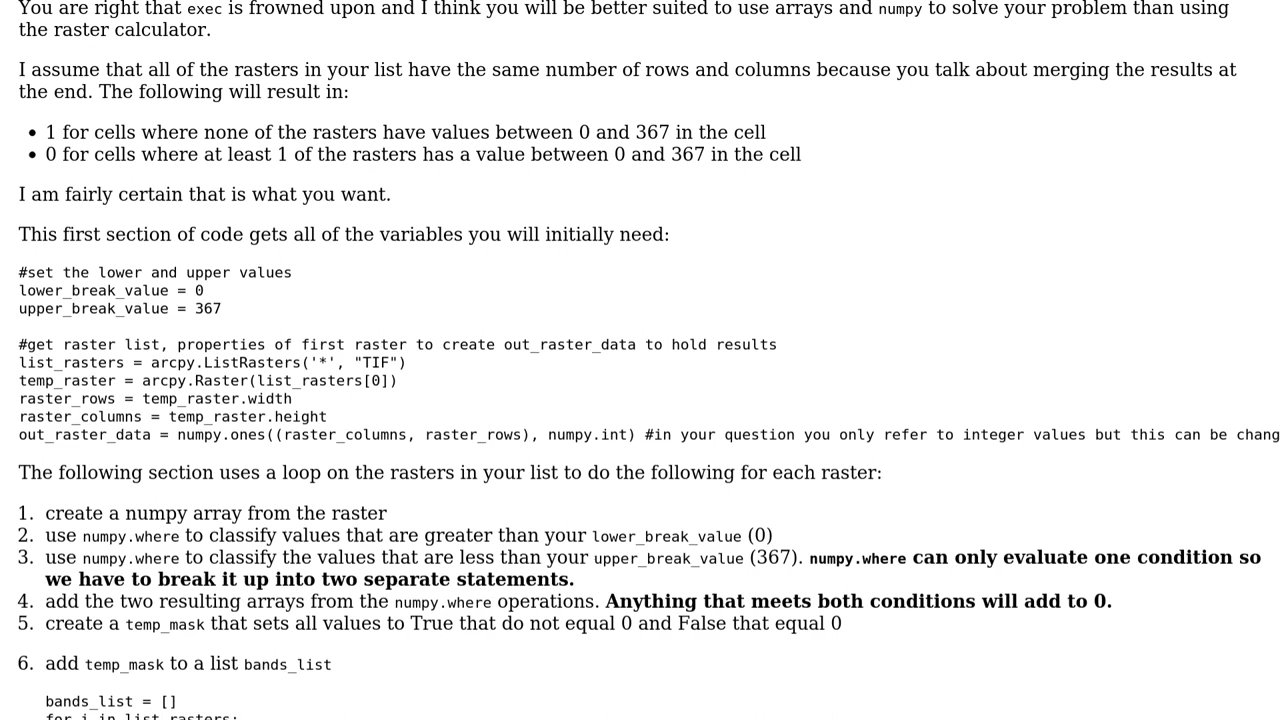 You are right that exec is frowned upon and I think you will be better suited to use arrays and numpy to solve your problem than using
the raster calculator.
I assume that all of the rasters in your list have the same number of rows and columns because you talk about merging the results at
the end. The following will result in:
• 1 for cells where none of the rasters have values between 0 and 367 in the cell
• 0 for cells where at least 1 of the rasters has a value between 0 and 367 in the cell
I am fairly certain that is what you want.
This first section of code gets all of the variables you will initially need:
#set the lower and upper values
lower_break_value = 0
upper_break_value = 367
#get raster list, properties of first raster to create out_raster_data to hold results
list_rasters = arcpy.ListRasters('*', "TIF")
temp_raster = arcpy.Raster(list_rasters[0])
raster_rows = temp_raster.width
raster_columns = temp_raster.height
out_raster_data = numpy.ones((raster_columns, raster_rows), numpy.int) #in your question you only refer to integer values but this can be chang
The following section uses a loop on the rasters in your list to do the following for each raster:
1. create a numpy array from the raster
2. use numpy.where to classify values that are greater than your lower_break_value (0)
3. use numpy.where to classify the values that are less than your upper_break_value (367). numpy.where can only evaluate one condition so
we have to break it up into two separate statements.
4. add the two resulting arrays from the numpy.where operations. Anything that meets both conditions will add to 0.
5. create a temp_mask that sets all values to True that do not equal 0 and False that equal 0
6. add temp_mask to a list bands_list
bands_list = []
for i in list_rasters: